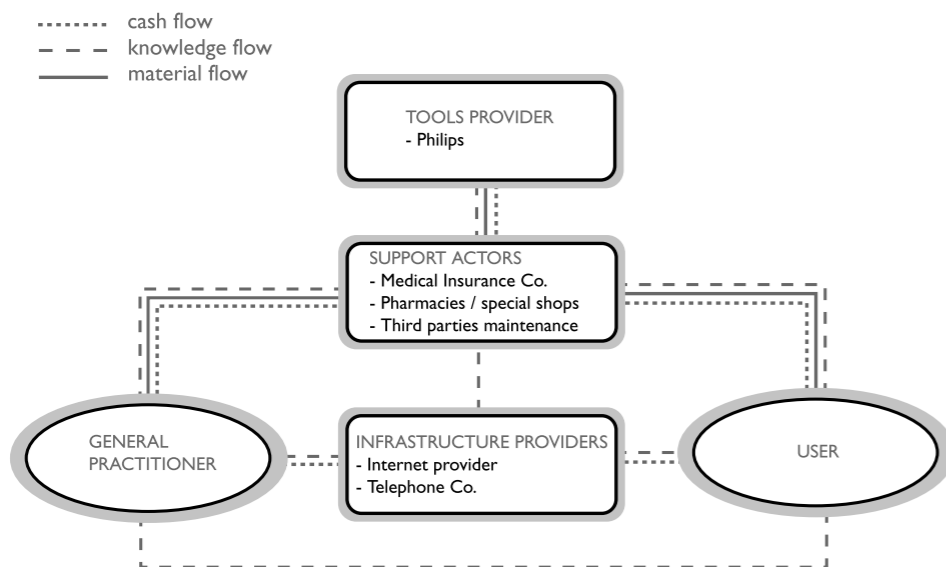 cash flow
knowledge flow
material flow
TOOLS PROVIDER
- Philips
SUPPORT ACTORS
- Medical Insurance Co.
- Pharmacies / special shops
- Third parties maintenance
GENERAL
PRACTITIONER
INFRASTRUCTURE PROVIDERS
- Internet provider
- Telephone Co.
USER